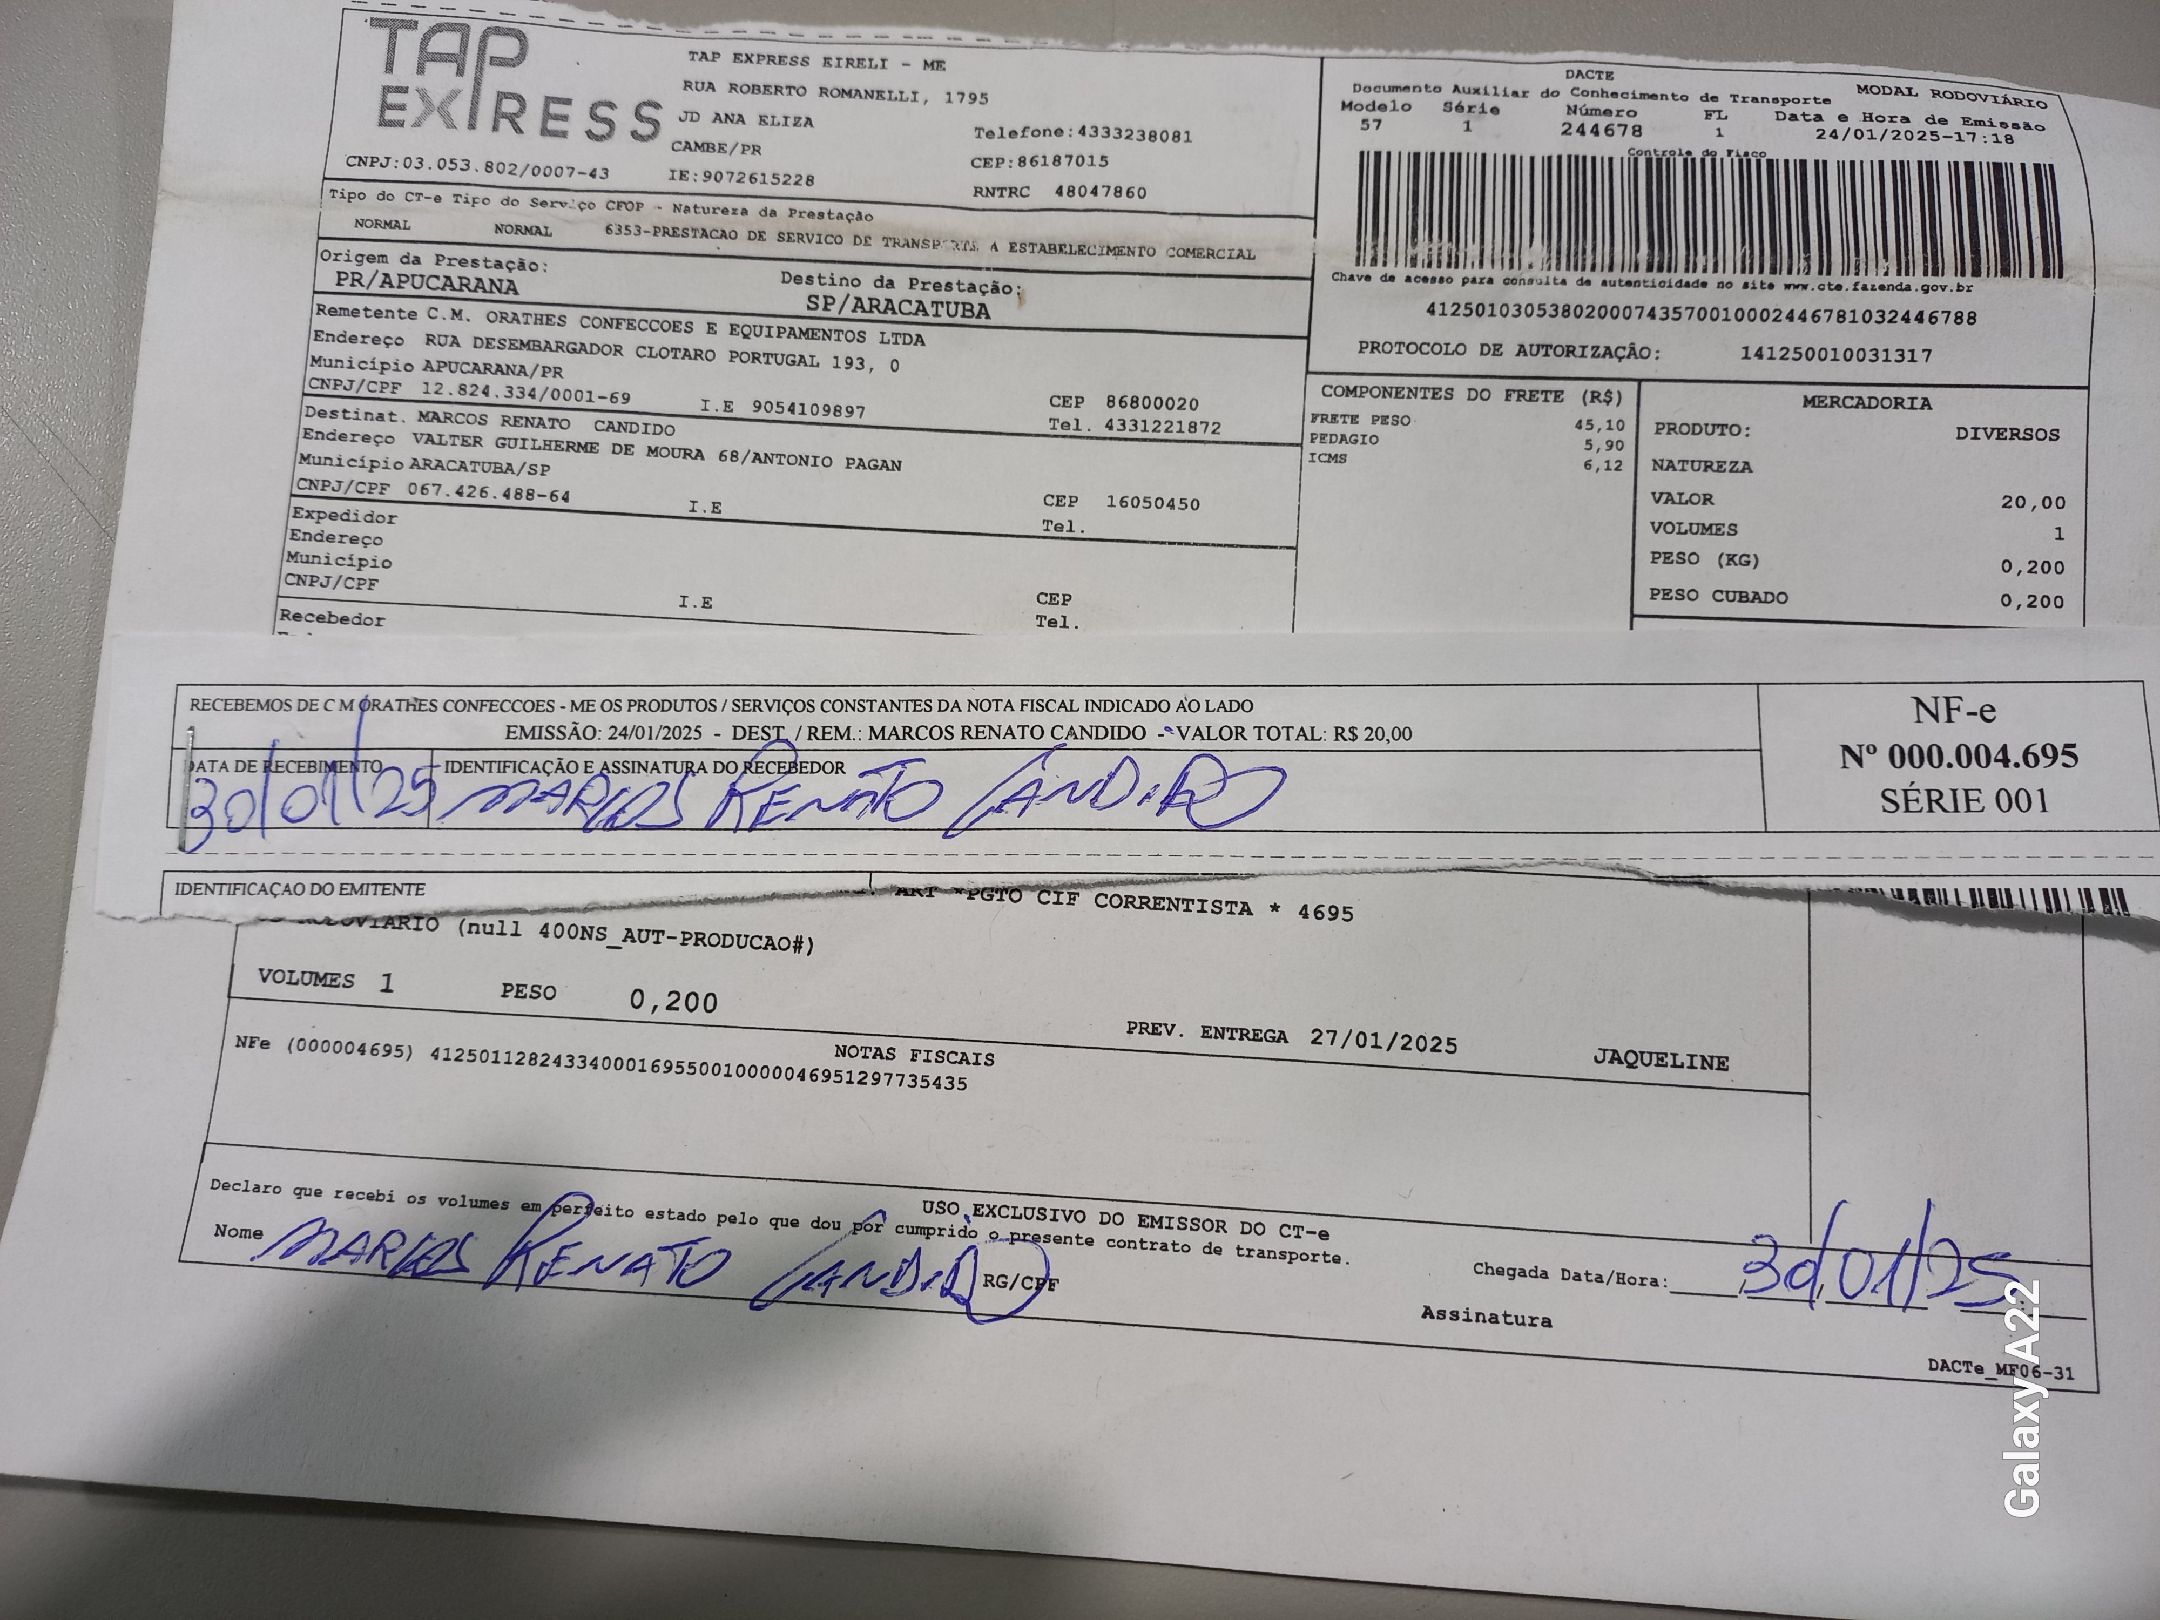 TAP EXPRESS
TAP EXPRESS EIRELI - ME
RUA ROBERTO ROMANELLI, 1795
JD ANA ELIZA
Telefone:4333238081
CAMBE/PR
CEP:86187015
CNPJ:03.053.802/0007-43
IE:9072615228
RNTRC 48047860
DACTE
MODAL RODOVIÁRIO
Documento Auxiliar do Conhecimento de Transporte
Modelo Série Número FL Data e Hora de Emissão
57 1 244678 1 24/01/2025-17:18
Controle do Fisco
Chave de acesso para consulta de autenticidade no site www.cte.fazenda.gov.br
41250103053802000743570010002446781032446788
PROTOCOLO DE AUTORIZAÇÃO: 141250010031317
Tipo do CT-e Tipo do Serviço CFOP - Natureza da Prestação
NORMAL NORMAL 6353-PRESTACAO DE SERVICO DE TRANSPORTE A ESTABELECIMENTO COMERCIAL
Origem da Prestação: Destino da Prestação:
PR/APUCARANA SP/ARACATUBA
Remetente C.M. ORATHES CONFECCOES E EQUIPAMENTOS LTDA
Endereço RUA DESEMBARGADOR CLOTARO PORTUGAL 193, 0
Município APUCARANA/PR CEP 86800020
CNPJ/CPF 12.824.334/0001-69 I.E 9054109897 Tel. 4331221872
Destinat. MARCOS RENATO CANDIDO
Endereço VALTER GUILHERME DE MOURA 68/ANTONIO PAGAN
Município ARACATUBA/SP CEP 16050450
CNPJ/CPF 067.426.488-64 I.E Tel.
Expedidor
Endereço
Município CEP
CNPJ/CPF I.E Tel.
Recebedor
COMPONENTES DO FRETE (R$)
FRETE PESO 45,10
PEDAGIO 5,90
ICMS 6,12
MERCADORIA
PRODUTO: DIVERSOS
NATUREZA
VALOR 20,00
VOLUMES 1
PESO (KG) 0,200
PESO CUBADO 0,200
RECEBEMOS DE C M ORATHES CONFECCOES - ME OS PRODUTOS / SERVIÇOS CONSTANTES DA NOTA FISCAL INDICADO AO LADO
EMISSÃO: 24/01/2025 - DEST. / REM.: MARCOS RENATO CANDIDO - VALOR TOTAL: R$ 20,00
DATA DE RECEBIMENTO IDENTIFICAÇÃO E ASSINATURA DO RECEBEDOR
30/01/25 MARCOS RENATO CÂNDIDO
NF-e
Nº 000.004.695
SÉRIE 001
IDENTIFICAÇAO DO EMITENTE
ART *PGTO CIF CORRENTISTA * 4695
RODOVIARIO (null 400NS_AUT-PRODUCAO#)
VOLUMES 1 PESO 0,200
PREV. ENTREGA 27/01/2025 JAQUELINE
NOTAS FISCAIS
NFe (000004695) 41250112824334000169550010000046951297735435
USO EXCLUSIVO DO EMISSOR DO CT-e
Declaro que recebi os volumes em perfeito estado pelo que dou por cumprido o presente contrato de transporte.
Nome MARCOS RENATO CÂNDIDO RG/CPF
Chegada Data/Hora: 30/01/25
Assinatura
DACTe_MF06-31
Galaxy A22